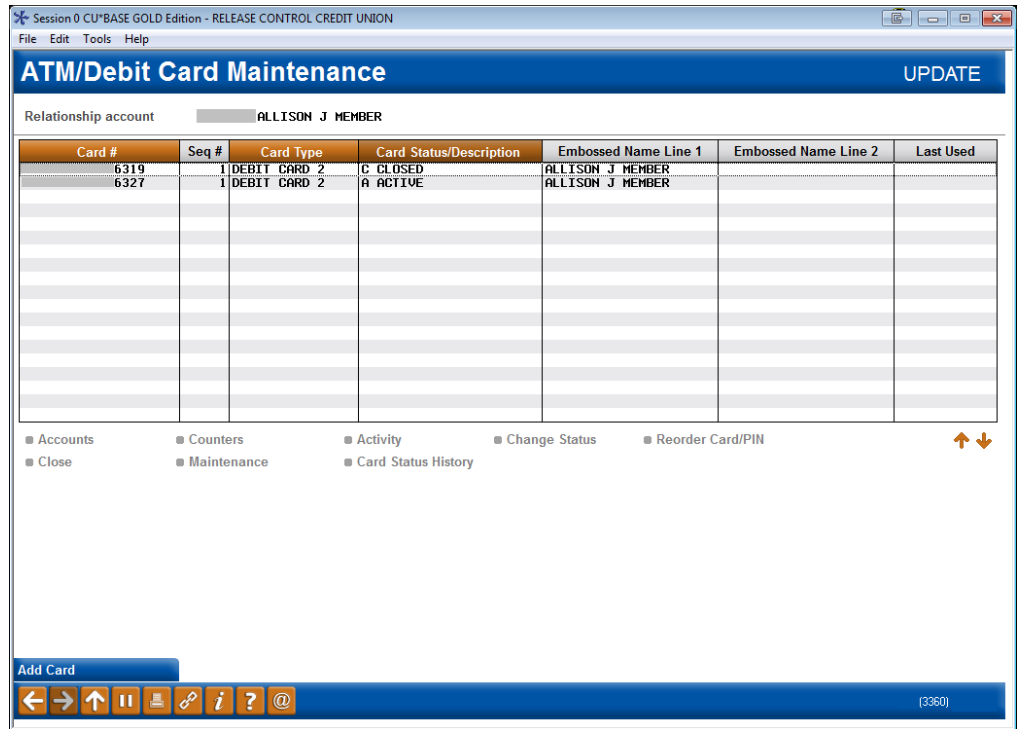 Session 0 CU*BASE GOLD Edition - RELEASE CONTROL CREDIT UNION
File Edit Tools Help
ATM/Debit Card Maintenance UPDATE
Relationship account ALLISON J MEMBER
Card # Seq # Card Type Card Status/Description Embossed Name Line 1 Embossed Name Line 2 Last Used
6319 1 DEBIT CARD 2 C CLOSED ALLISON J MEMBER
6327 1 DEBIT CARD 2 A ACTIVE ALLISON J MEMBER
Accounts Counters Activity Change Status Reorder Card/PIN
Close Maintenance Card Status History
Add Card
i ? @ (3360)